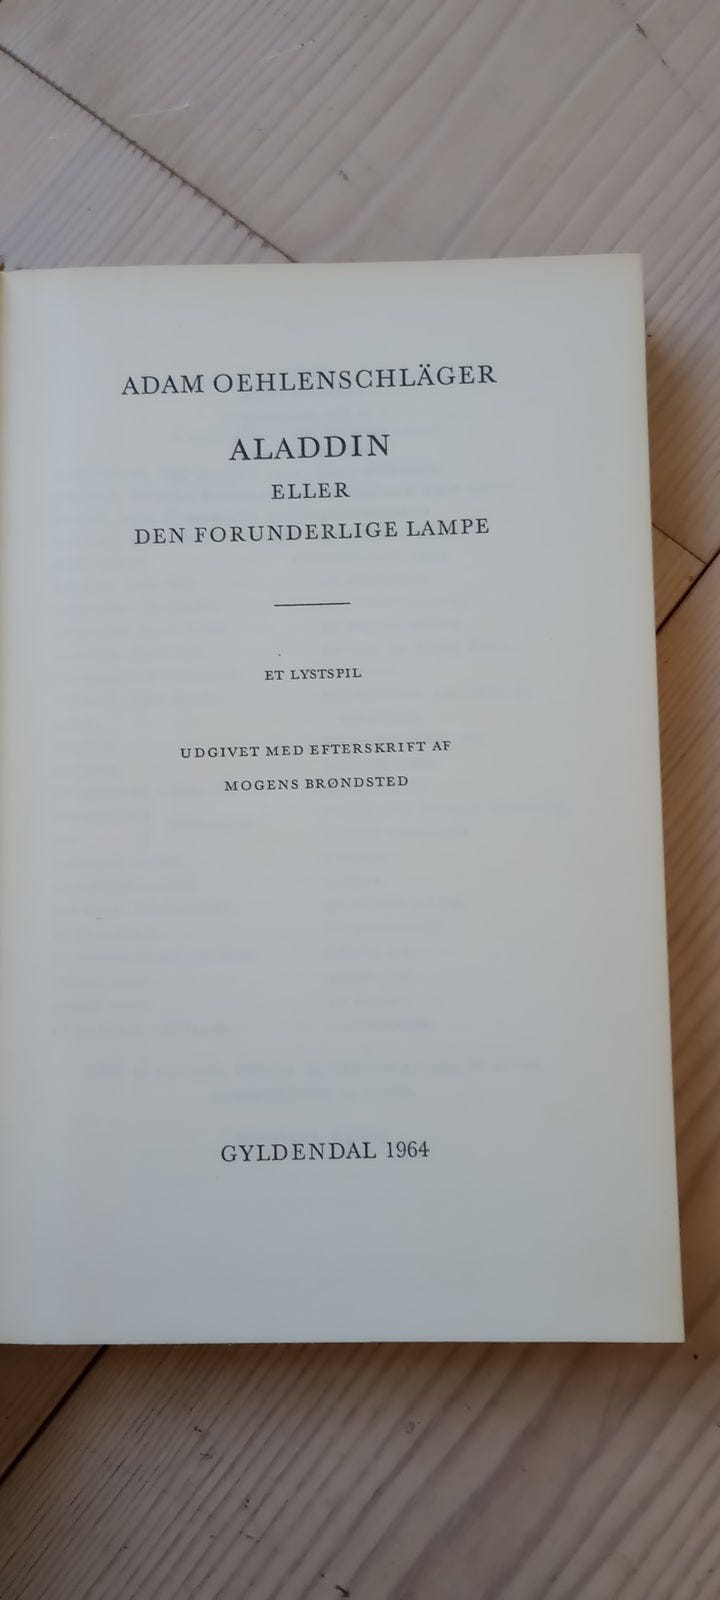 ADAM OEHLENSCHLÄGER
ALADDIN
ELLER
DEN FORUNDERLIGE LAMPE
ET LYSTSPIL
UDGIVET MED EFTERSKRIFT AF
MOGENS BRØNDSTED
GYLDENDAL 1964